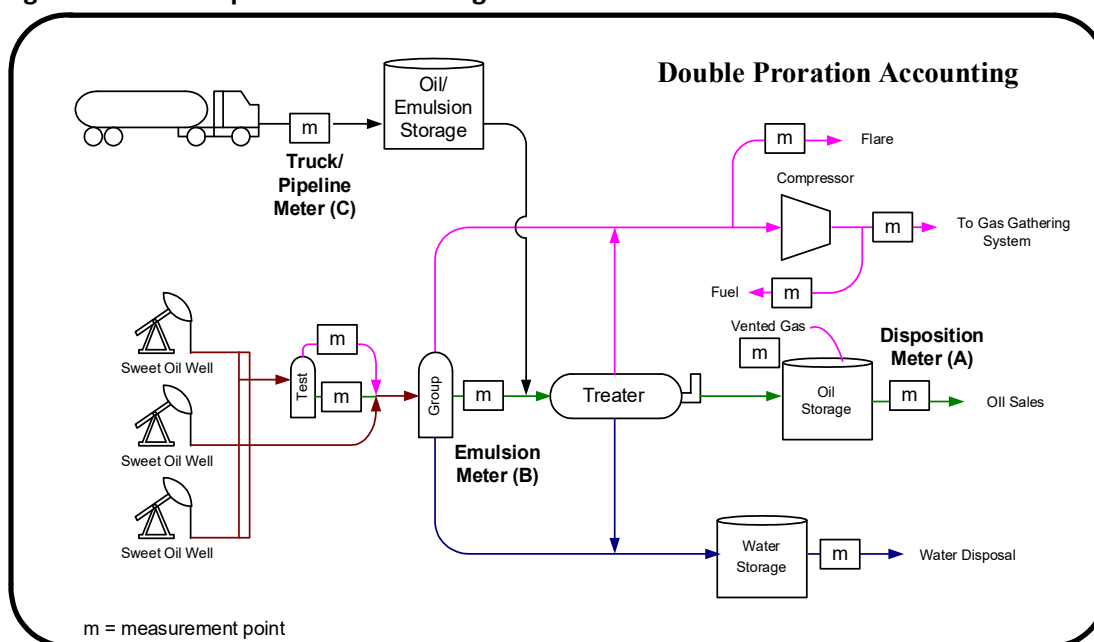 Double Proration Accounting
Oil/
Emulsion
Storage
m
Truck/
Pipeline
Meter (C)
m
Flare
Compressor
m
To Gas Gathering
System
Fuel
m
Vented Gas
m
Disposition
Meter (A)
Sweet Oil Well
Test
m
m
Group
m
Treater
Oil
Storage
m
OIl Sales
Sweet Oil Well
Emulsion
Meter (B)
Sweet Oil Well
Water
Storage
m
Water Disposal
m = measurement point